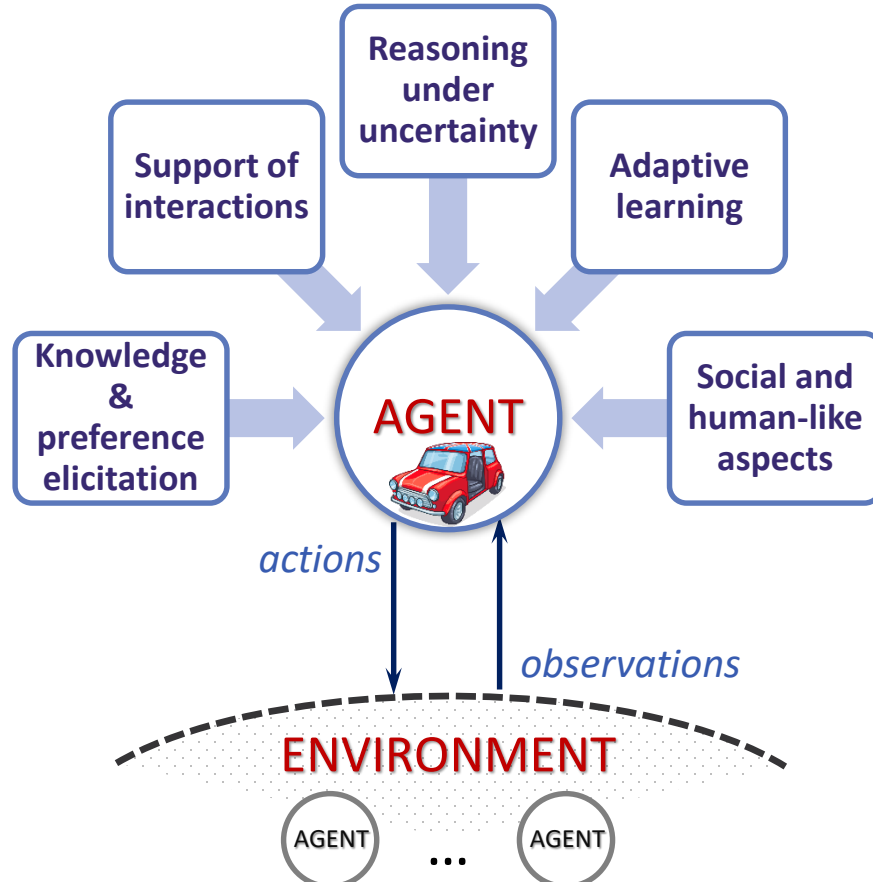 Reasoning
under
uncertainty
Support of
interactions
Adaptive
learning
Knowledge
&
preference
elicitation
AGENT
Social and
human-like
aspects
actions
observations
ENVIRONMENT
AGENT
...
AGENT